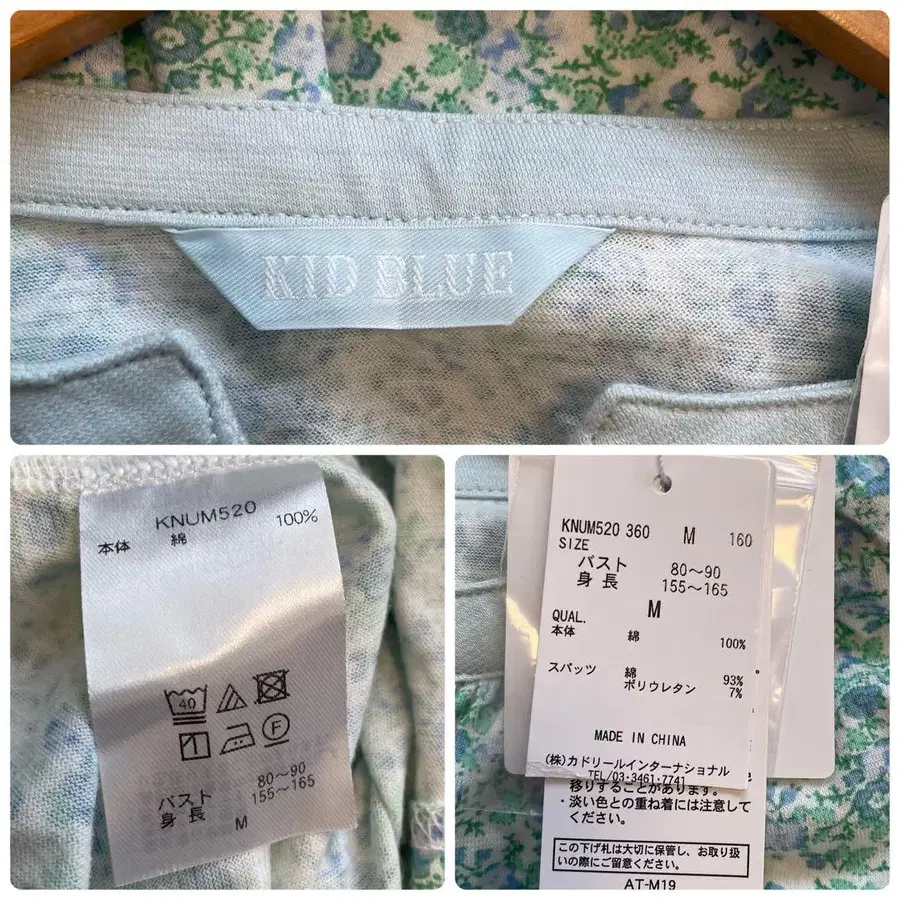 KID BLUE
KNUM520
本体 綿 100%
40
バスト 80～90
身長 155～165
M
KNUM520 360 M 160
SIZE
バスト 80～90
身長 155～165
M
QUAL.
本体 綿 100%
スパッツ 綿 93%
ポリウレタン 7%
MADE IN CHINA
(株)カドリールインターナショナル
TEL/03・3461・7741
移りすることがあります。
・淡い色との重ね着には注意して
ください。
この下げ札は大切に保管し、お取り扱
いの際にご留意ください。
AT-M19